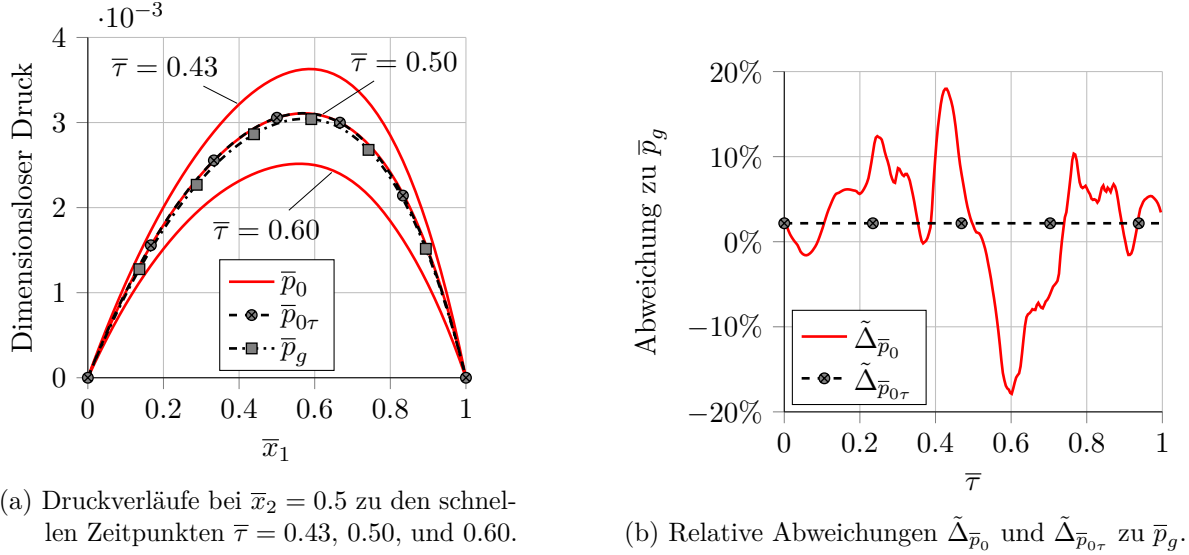 ·10⁻³
Dimensionsloser Druck
4
3
2
1
0
τ̅ = 0.43
τ̅ = 0.50
τ̅ = 0.60
p̅₀
p̅₀τ
p̅g
0 0.2 0.4 0.6 0.8 1
x̅₁
(a) Druckverläufe bei x̅₂ = 0.5 zu den schnel-
len Zeitpunkten τ̅ = 0.43, 0.50, und 0.60.
Abweichung zu p̅g
20%
10%
0%
−10%
−20%
Δ̃p̅₀
Δ̃p̅₀τ
0 0.2 0.4 0.6 0.8 1
τ̅
(b) Relative Abweichungen Δ̃p̅₀ und Δ̃p̅₀τ zu p̅g.